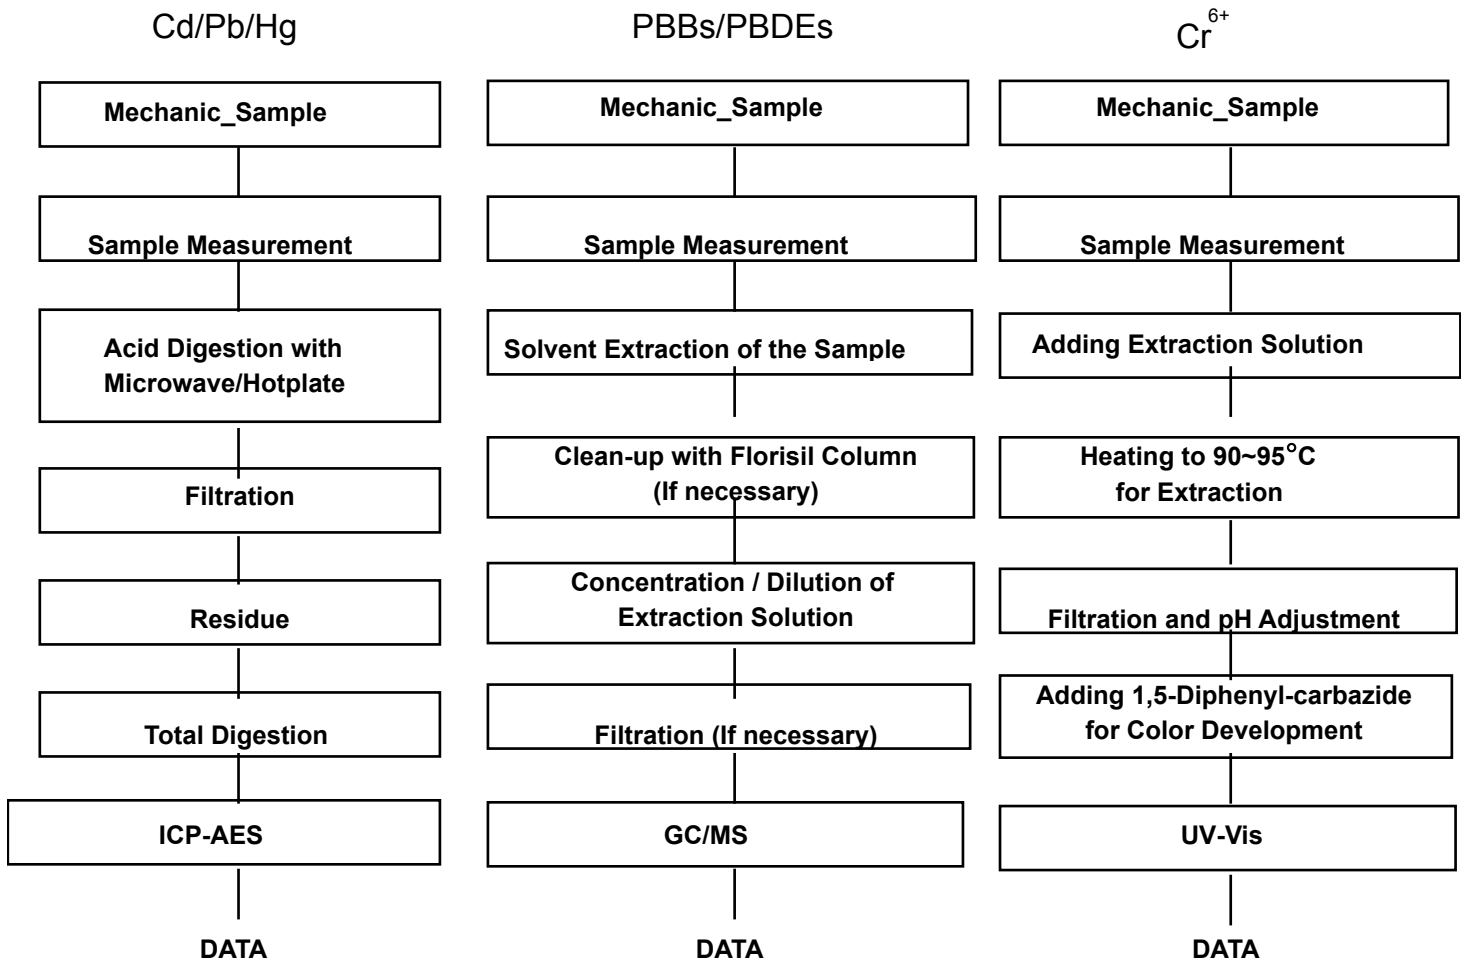 Cd/Pb/Hg
Mechanic_Sample
Sample Measurement
Acid Digestion with
Microwave/Hotplate
Filtration
Residue
Total Digestion
ICP-AES
DATA
PBBs/PBDEs
Mechanic_Sample
Sample Measurement
Solvent Extraction of the Sample
Clean-up with Florisil Column
(If necessary)
Concentration / Dilution of
Extraction Solution
Filtration (If necessary)
GC/MS
DATA
Cr6+
Mechanic_Sample
Sample Measurement
Adding Extraction Solution
Heating to 90~95°C
for Extraction
Filtration and pH Adjustment
Adding 1,5-Diphenyl-carbazide
for Color Development
UV-Vis
DATA